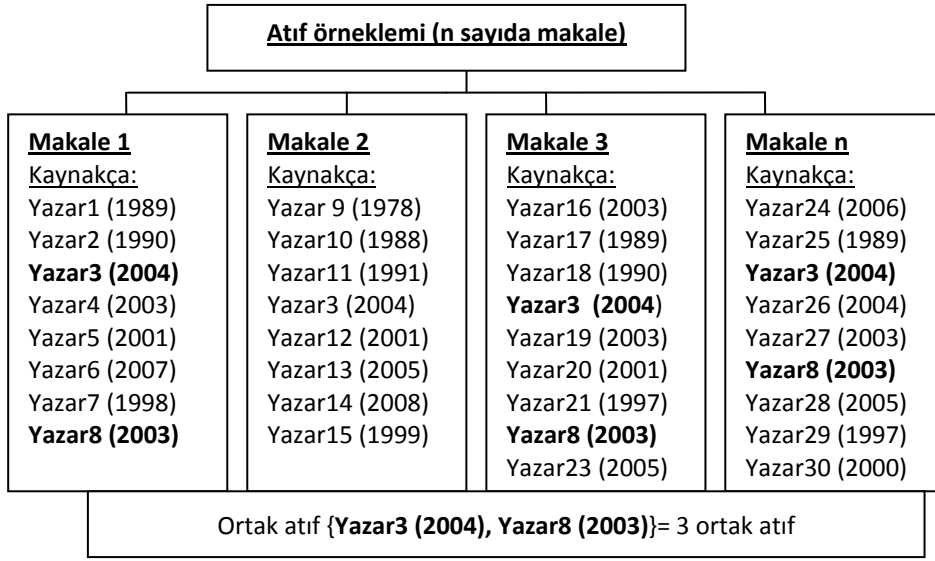 Atıf örneklemi (n sayıda makale)
Makale 1
Kaynakça:
Yazar1 (1989)
Yazar2 (1990)
Yazar3 (2004)
Yazar4 (2003)
Yazar5 (2001)
Yazar6 (2007)
Yazar7 (1998)
Yazar8 (2003)
Makale 2
Kaynakça:
Yazar 9 (1978)
Yazar10 (1988)
Yazar11 (1991)
Yazar3 (2004)
Yazar12 (2001)
Yazar13 (2005)
Yazar14 (2008)
Yazar15 (1999)
Makale 3
Kaynakça:
Yazar16 (2003)
Yazar17 (1989)
Yazar18 (1990)
Yazar3  (2004)
Yazar19 (2003)
Yazar20 (2001)
Yazar21 (1997)
Yazar8 (2003)
Yazar23 (2005)
Makale n
Kaynakça:
Yazar24 (2006)
Yazar25 (1989)
Yazar3 (2004)
Yazar26 (2004)
Yazar27 (2003)
Yazar8 (2003)
Yazar28 (2005)
Yazar29 (1997)
Yazar30 (2000)
Ortak atıf {Yazar3 (2004), Yazar8 (2003)}= 3 ortak atıf